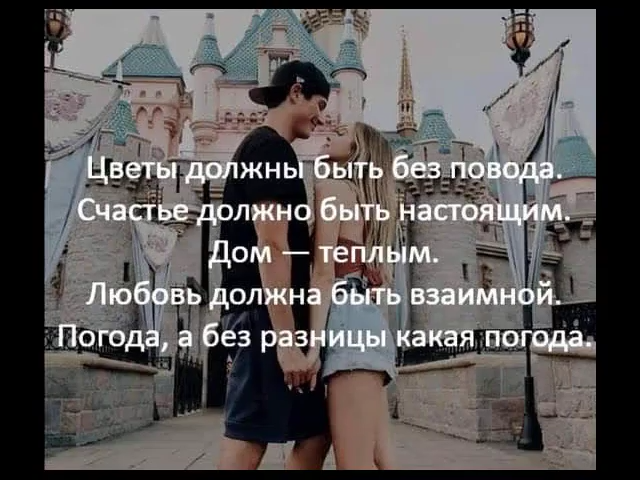 Цветы должны быть без повода.
Счастье должно быть настоящим.
Дом — теплым.
Любовь должна быть взаимной.
Погода, а без разницы какая погода.